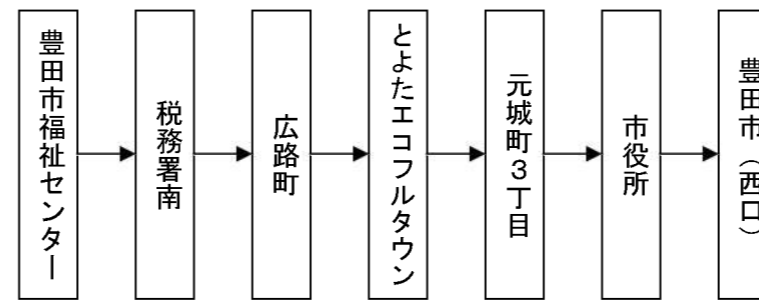 豊田市福祉センター
税務署南
広路町
とよたエコフルタウン
元城町３丁目
市役所
豊田市（西口）